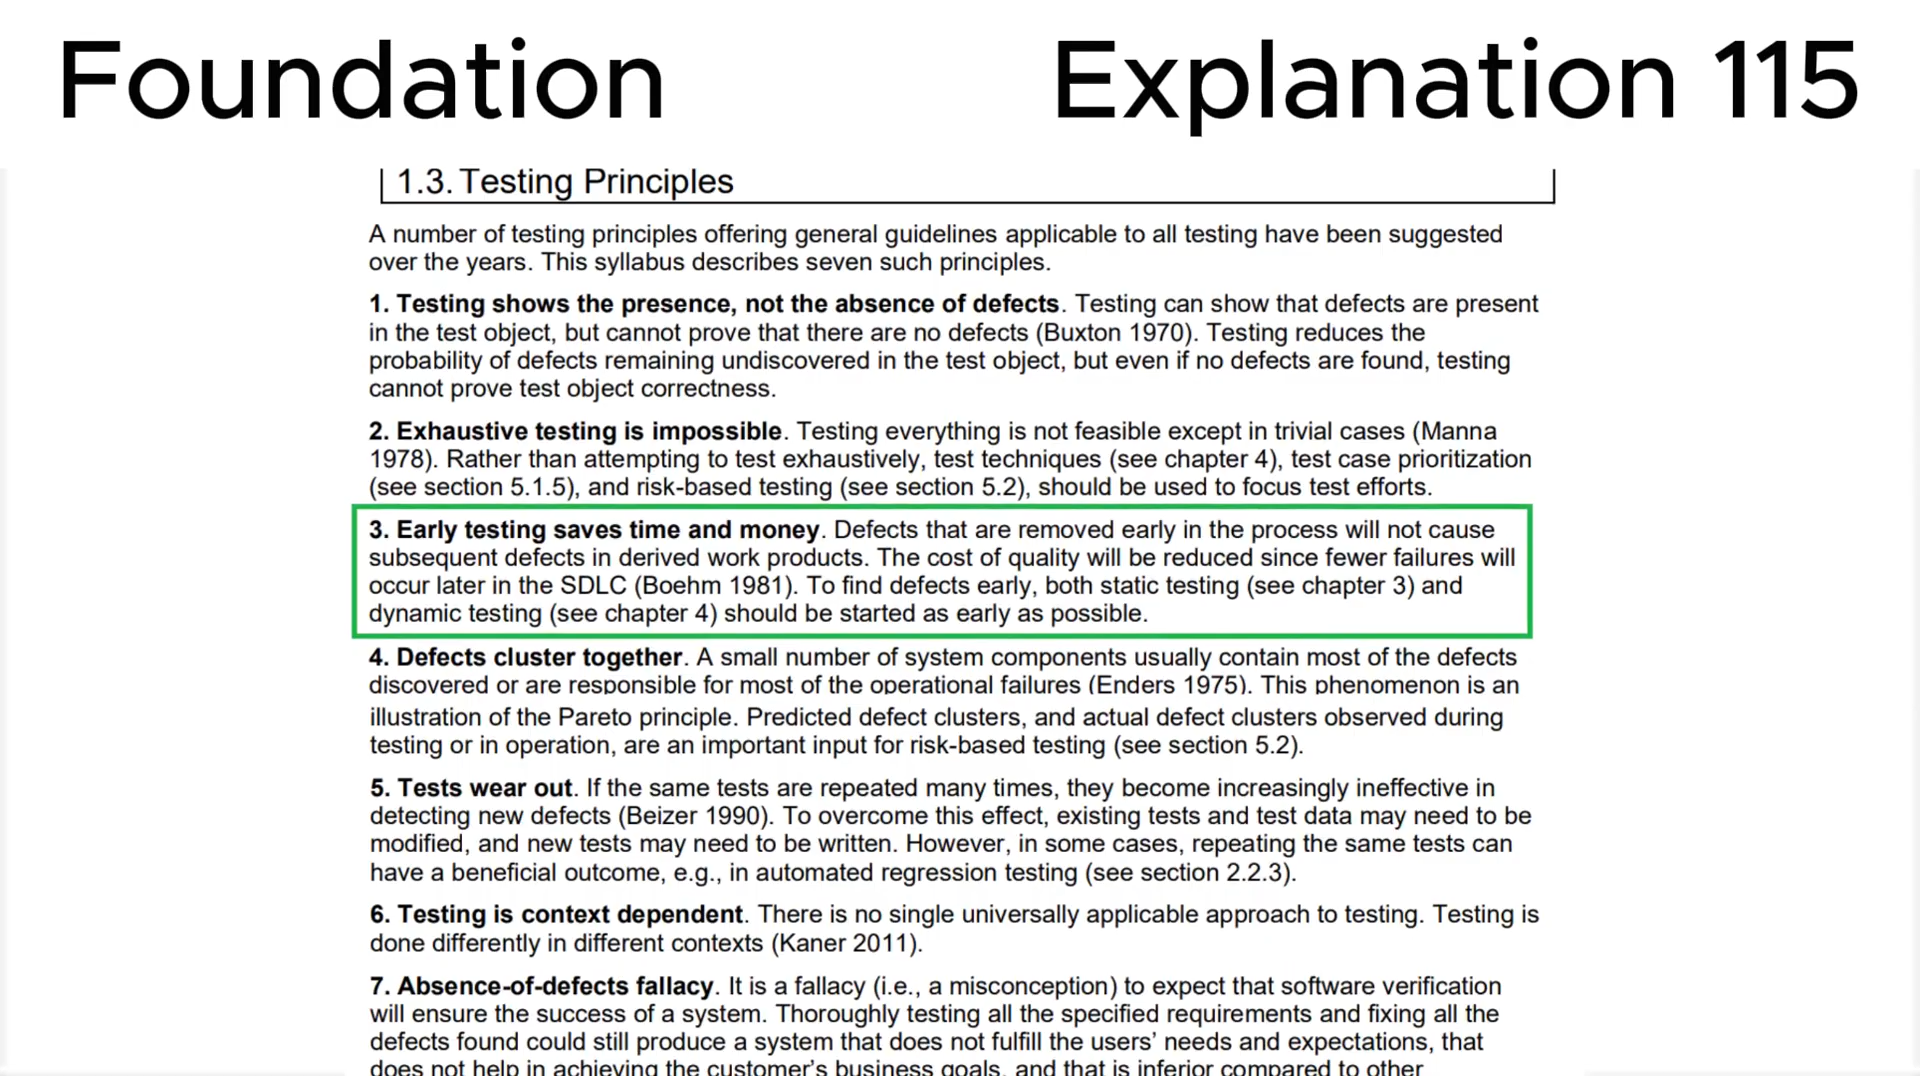 Foundation
Explanation 115
1.3. Testing Principles
A number of testing principles offering general guidelines applicable to all testing have been suggested
over the years. This syllabus describes seven such principles.
1. Testing shows the presence, not the absence of defects. Testing can show that defects are present
in the test object, but cannot prove that there are no defects (Buxton 1970). Testing reduces the
probability of defects remaining undiscovered in the test object, but even if no defects are found, testing
cannot prove test object correctness.
2. Exhaustive testing is impossible. Testing everything is not feasible except in trivial cases (Manna
1978). Rather than attempting to test exhaustively, test techniques (see chapter 4), test case prioritization
(see section 5.1.5), and risk-based testing (see section 5.2), should be used to focus test efforts.
3. Early testing saves time and money. Defects that are removed early in the process will not cause
subsequent defects in derived work products. The cost of quality will be reduced since fewer failures will
occur later in the SDLC (Boehm 1981). To find defects early, both static testing (see chapter 3) and
dynamic testing (see chapter 4) should be started as early as possible.
4. Defects cluster together. A small number of system components usually contain most of the defects
discovered or are responsible for most of the operational failures (Enders 1975). This phenomenon is an
illustration of the Pareto principle. Predicted defect clusters, and actual defect clusters observed during
testing or in operation, are an important input for risk-based testing (see section 5.2).
5. Tests wear out. If the same tests are repeated many times, they become increasingly ineffective in
detecting new defects (Beizer 1990). To overcome this effect, existing tests and test data may need to be
modified, and new tests may need to be written. However, in some cases, repeating the same tests can
have a beneficial outcome, e.g., in automated regression testing (see section 2.2.3).
6. Testing is context dependent. There is no single universally applicable approach to testing. Testing is
done differently in different contexts (Kaner 2011).
7. Absence-of-defects fallacy. It is a fallacy (i.e., a misconception) to expect that software verification
will ensure the success of a system. Thoroughly testing all the specified requirements and fixing all the
defects found could still produce a system that does not fulfill the users’ needs and expectations, that
does not help in achieving the customer’s business goals, and that is inferior compared to other